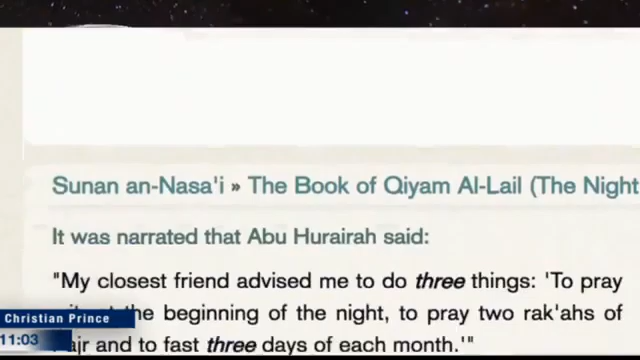 Sunan an-Nasa'i » The Book of Qiyam Al-Lail (The Night
It was narrated that Abu Hurairah said:
"My closest friend advised me to do three things: 'To pray
the beginning of the night, to pray two rak'ahs of
and to fast three days of each month.'"
Christian Prince
11:03